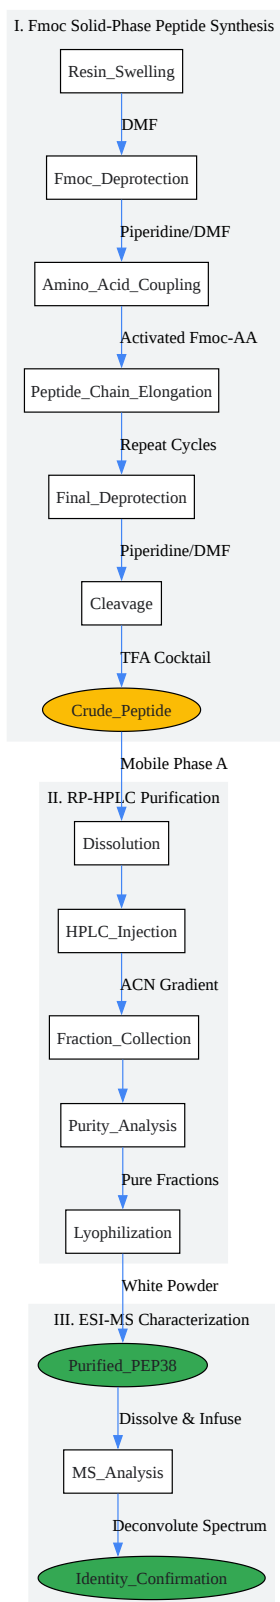 I. Fmoc Solid-Phase Peptide Synthesis
Resin_Swelling
DMF
Fmoc_Deprotection
Piperidine/DMF
Amino_Acid_Coupling
Activated Fmoc-AA
Peptide_Chain_Elongation
Repeat Cycles
Final_Deprotection
Piperidine/DMF
Cleavage
TFA Cocktail
Crude_Peptide
Mobile Phase A
II. RP-HPLC Purification
Dissolution
HPLC_Injection
ACN Gradient
Fraction_Collection
Purity_Analysis
Pure Fractions
Lyophilization
White Powder
III. ESI-MS Characterization
Purified_PEP38
Dissolve & Infuse
MS_Analysis
Deconvolute Spectrum
Identity_Confirmation